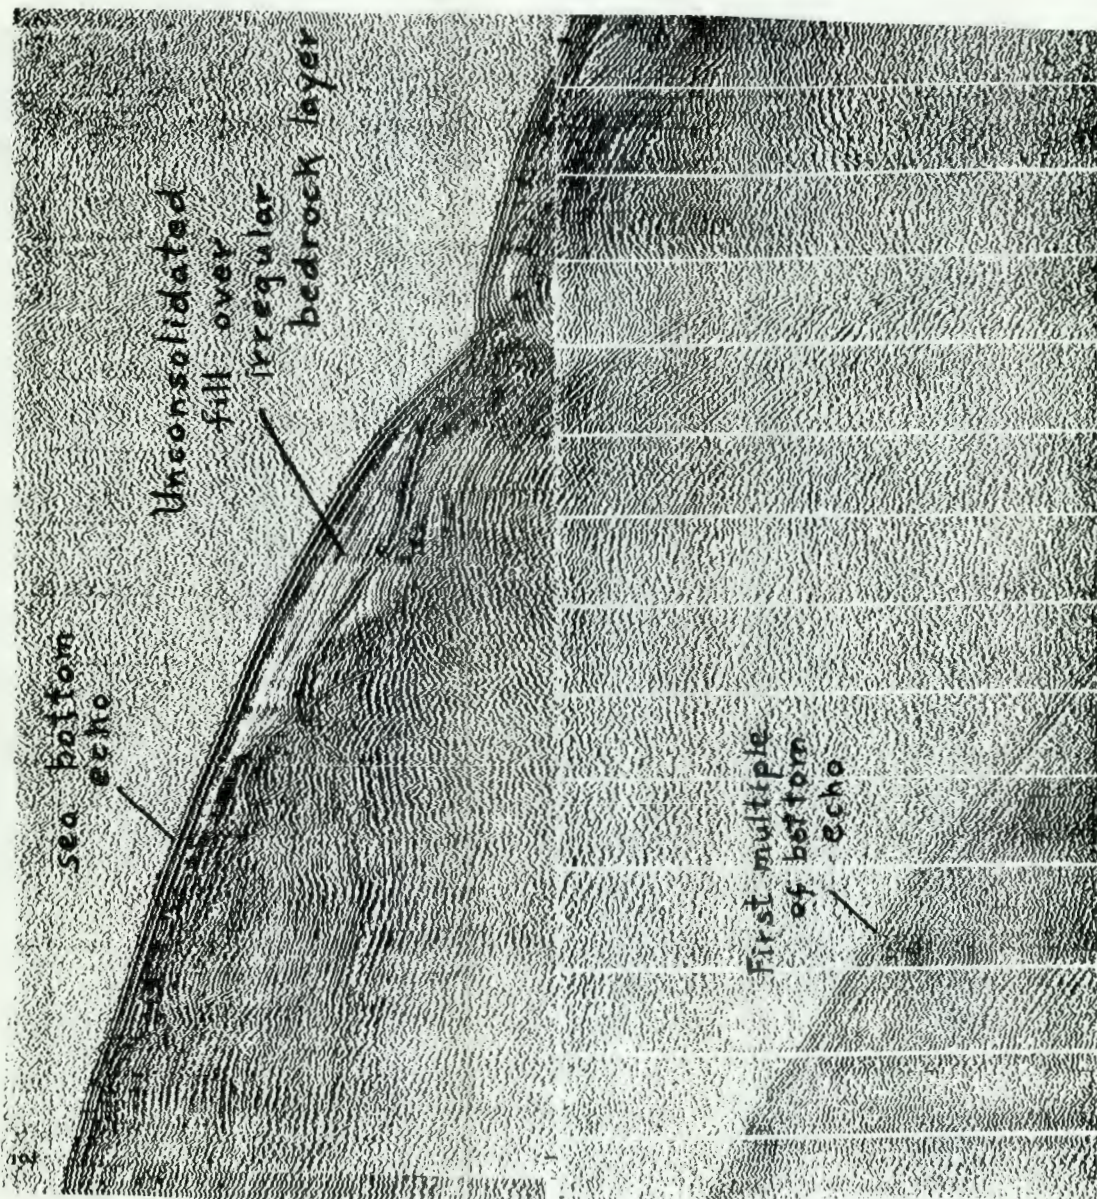 Unconsolidated
fill over
irregular
bedrock layer
sea bottom
echo
First multiple
of bottom
echo